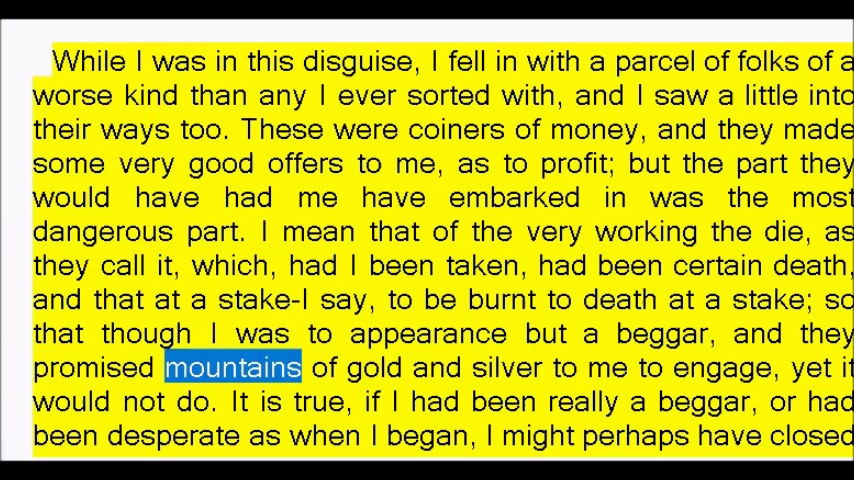 While I was in this disguise, I fell in with a parcel of folks of a
worse kind than any I ever sorted with, and I saw a little into
their ways too. These were coiners of money, and they made
some very good offers to me, as to profit; but the part they
would have had me have embarked in was the most
dangerous part. I mean that of the very working the die, as
they call it, which, had I been taken, had been certain death,
and that at a stake-I say, to be burnt to death at a stake; so
that though I was to appearance but a beggar, and they
promised mountains of gold and silver to me to engage, yet it
would not do. It is true, if I had been really a beggar, or had
been desperate as when I began, I might perhaps have closed